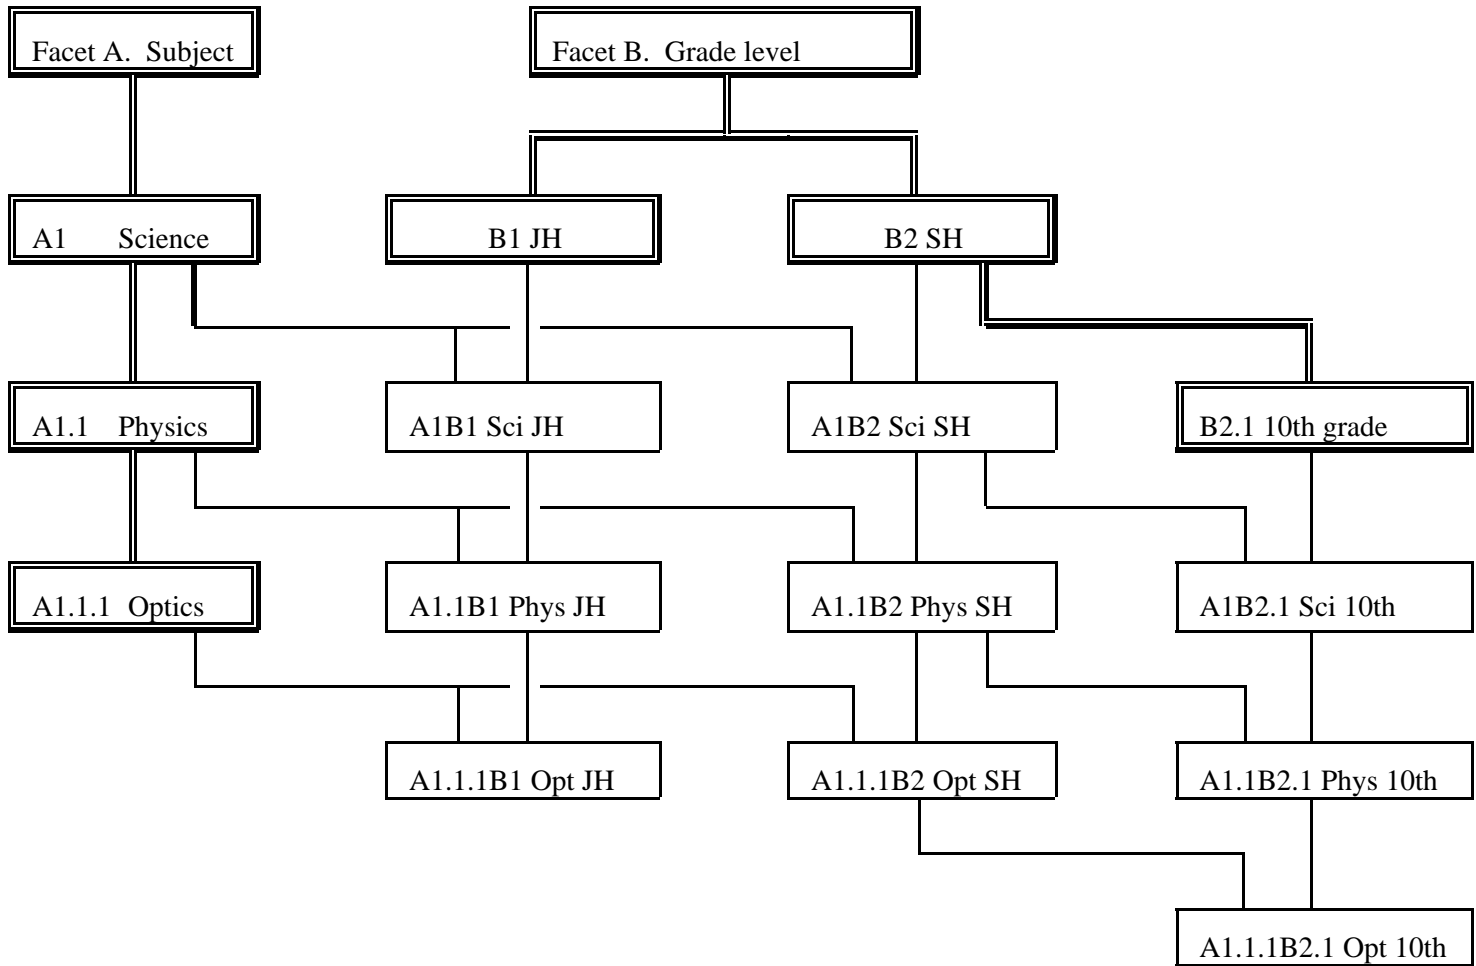 Facet A.  Subject
Facet B.  Grade level
A1 Science
B1 JH
B2 SH
A1.1 Physics
A1B1 Sci JH
A1B2 Sci SH
B2.1 10th grade
A1.1.1 Optics
A1.1B1 Phys JH
A1.1B2 Phys SH
A1B2.1 Sci 10th
A1.1.1B1 Opt JH
A1.1.1B2 Opt SH
A1.1B2.1 Phys 10th
A1.1.1B2.1 Opt 10th